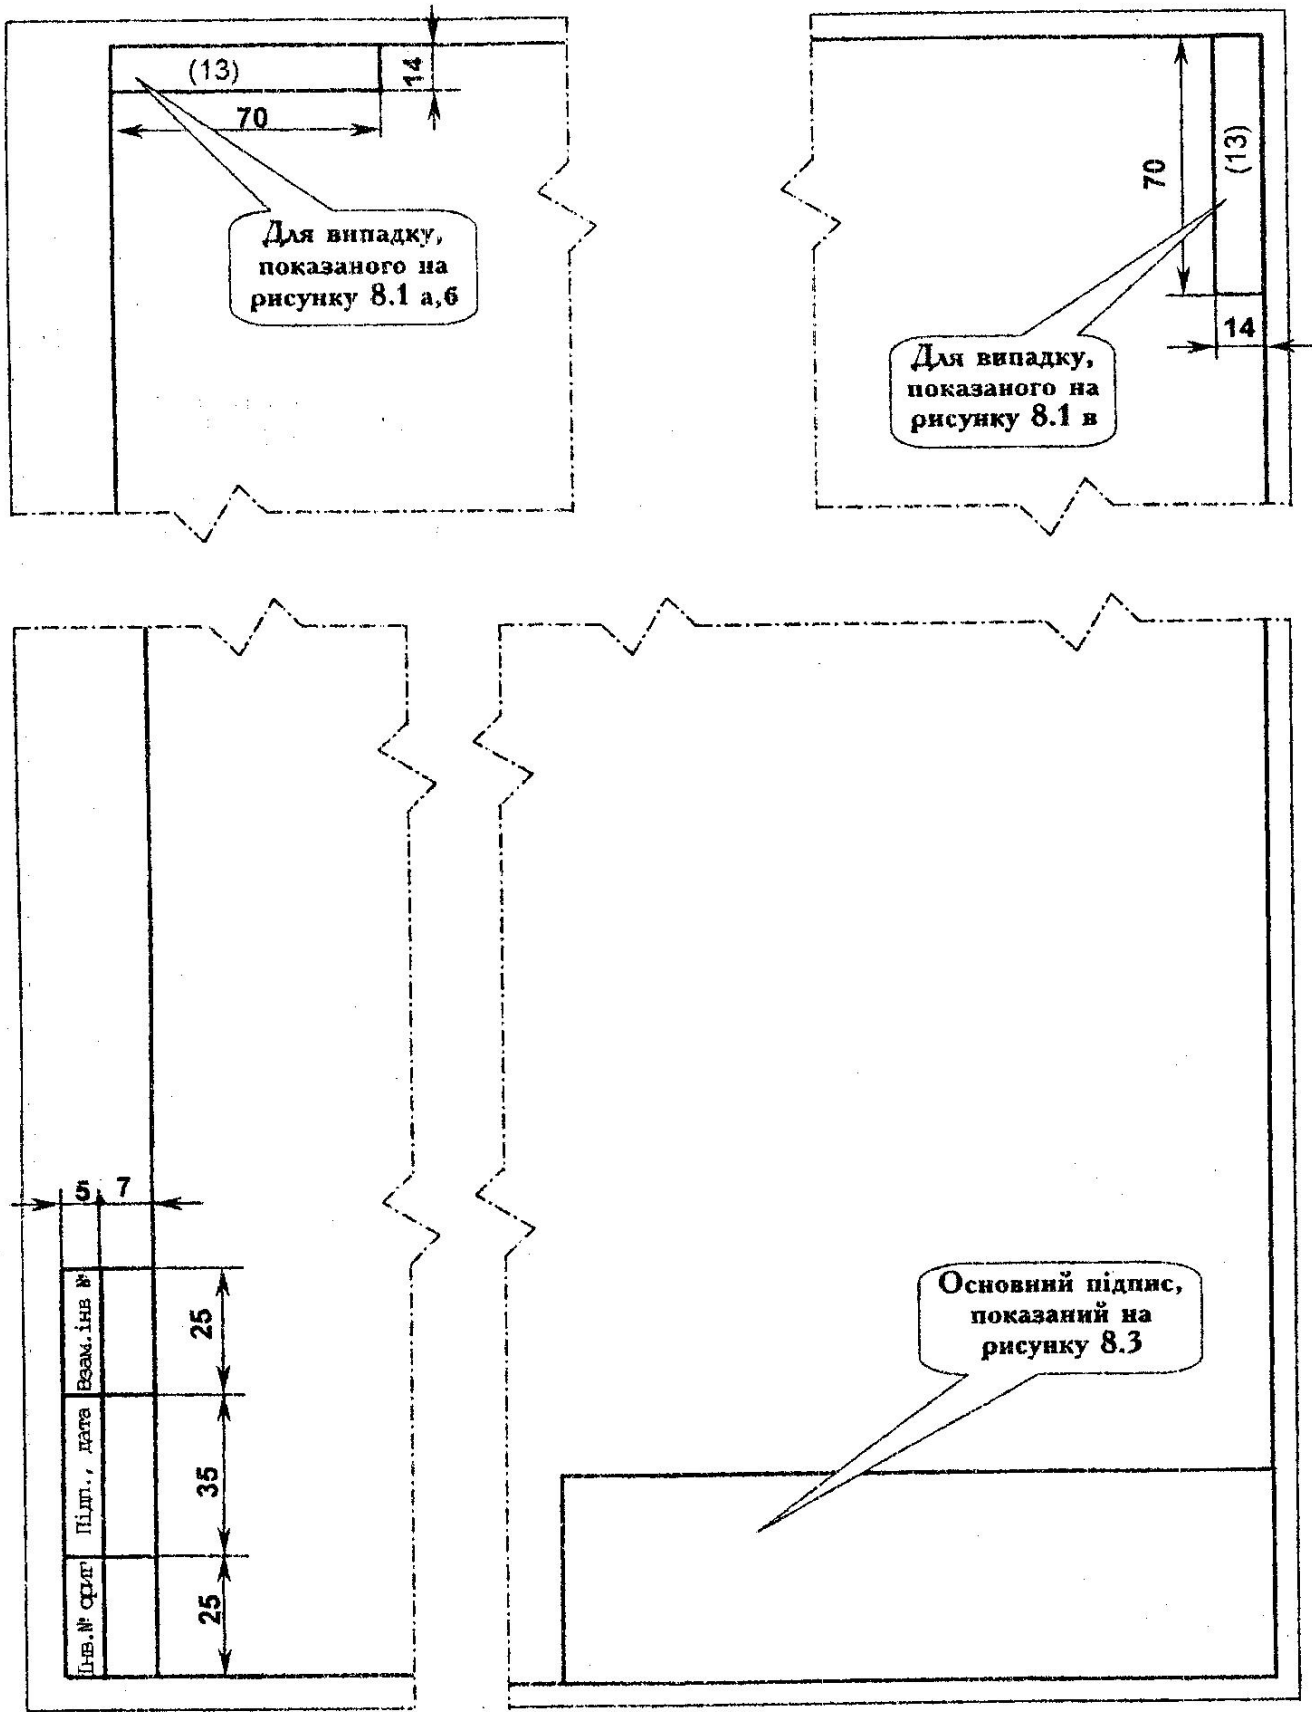 (13)
14
70
Для випадку,
показаного на
рисунку 8.1 а,б
(13)
70
14
Для випадку,
показаного на
рисунку 8.1 в
5 7
Взам.інв №
25
Підп., дата
35
Інв.№ ориг
25
Основний підпис,
показаний на
рисунку 8.3